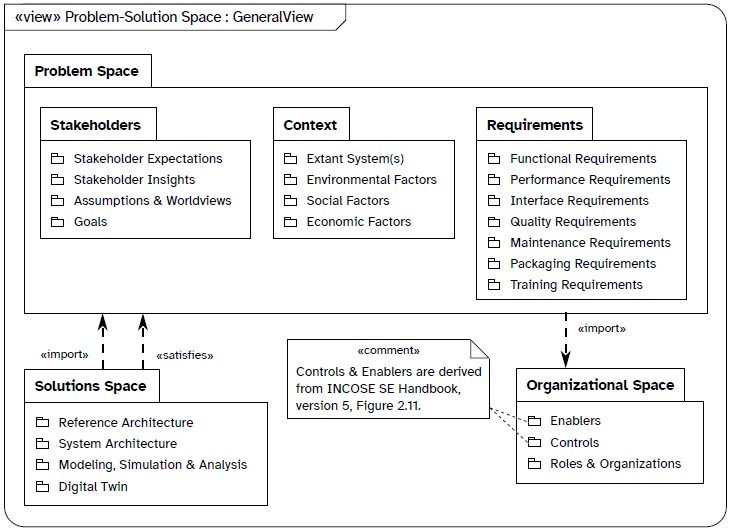 «view» Problem-Solution Space : GeneralView
Problem Space
Stakeholders
Stakeholder Expectations
Stakeholder Insights
Assumptions & Worldviews
Goals
Context
Extant System(s)
Environmental Factors
Social Factors
Economic Factors
Requirements
Functional Requirements
Performance Requirements
Interface Requirements
Quality Requirements
Maintenance Requirements
Packaging Requirements
Training Requirements
«import»
«satisfies»
«import»
Solutions Space
Reference Architecture
System Architecture
Modeling, Simulation & Analysis
Digital Twin
«comment»
Controls & Enablers are derived
from INCOSE SE Handbook,
version 5, Figure 2.11.
Organizational Space
Enablers
Controls
Roles & Organizations